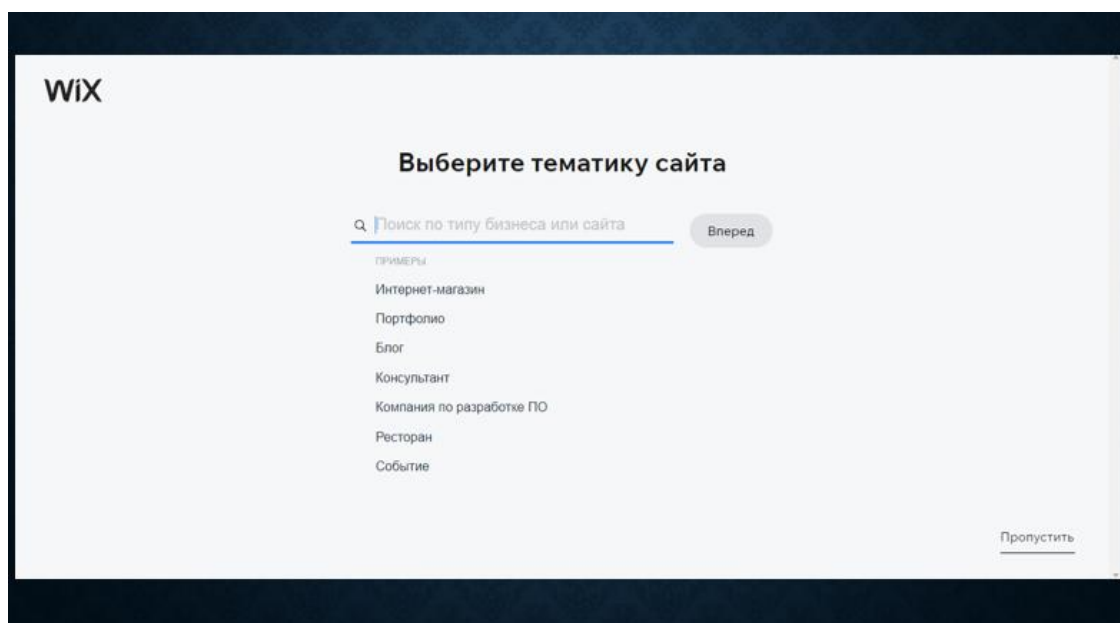 WiX
Выберите тематику сайта
Поиск по типу бизнеса или сайта
Вперед
ПРИМЕРЫ
Интернет-магазин
Портфолио
Блог
Консультант
Компания по разработке ПО
Ресторан
Событие
Пропустить